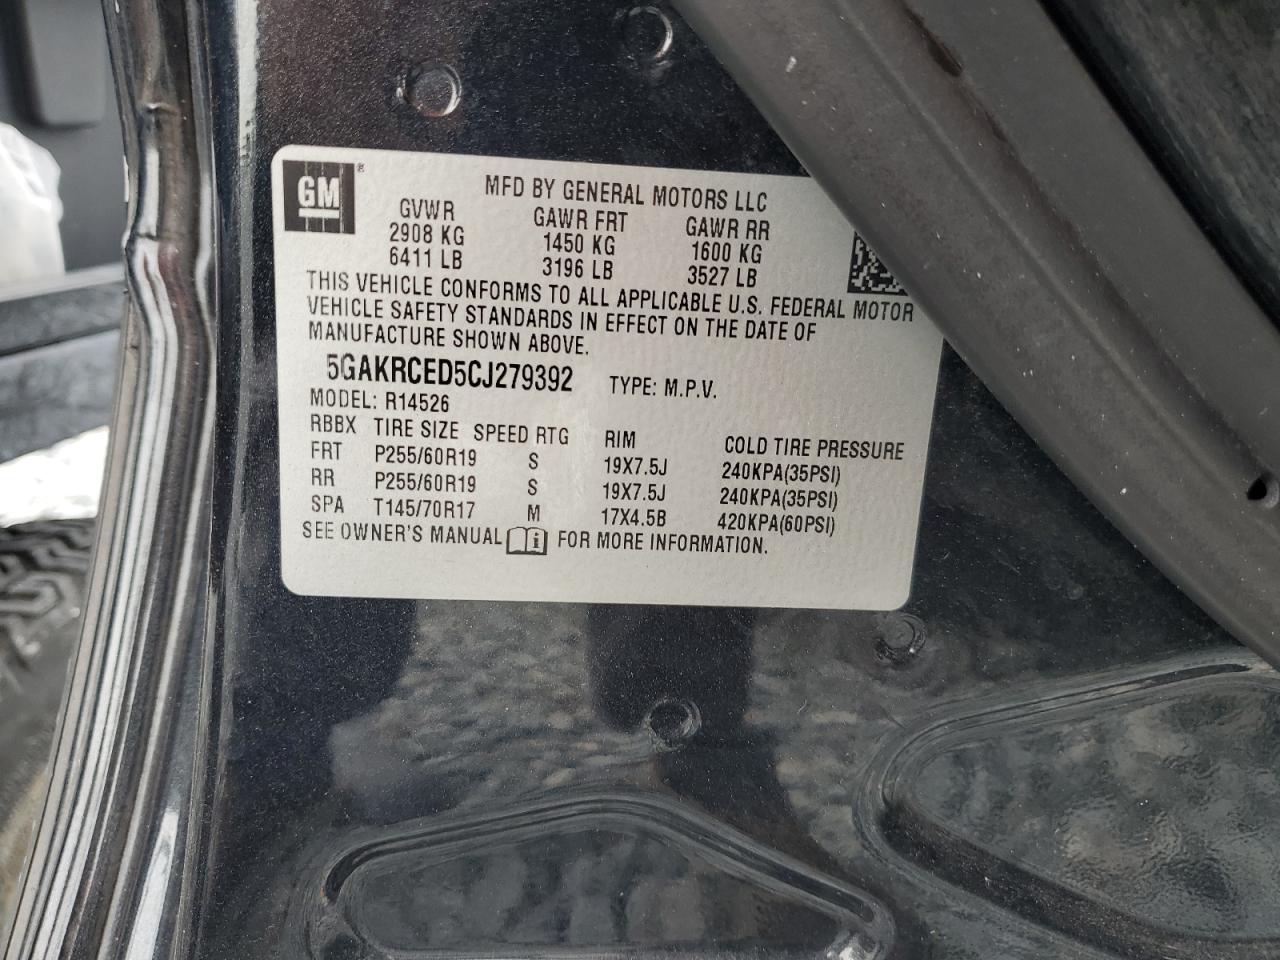 GM
MFD BY GENERAL MOTORS LLC
GVWR GAWR FRT GAWR RR
2908 KG 1450 KG 1600 KG
6411 LB 3196 LB 3527 LB
THIS VEHICLE CONFORMS TO ALL APPLICABLE U.S. FEDERAL MOTOR
VEHICLE SAFETY STANDARDS IN EFFECT ON THE DATE OF
MANUFACTURE SHOWN ABOVE.
5GAKRCED5CJ279392 TYPE: M.P.V.
MODEL: R14526
RBBX TIRE SIZE SPEED RTG RIM COLD TIRE PRESSURE
FRT P255/60R19 S 19X7.5J 240KPA(35PSI)
RR P255/60R19 S 19X7.5J 240KPA(35PSI)
SPA T145/70R17 M 17X4.5B 420KPA(60PSI)
SEE OWNER'S MANUAL i FOR MORE INFORMATION.